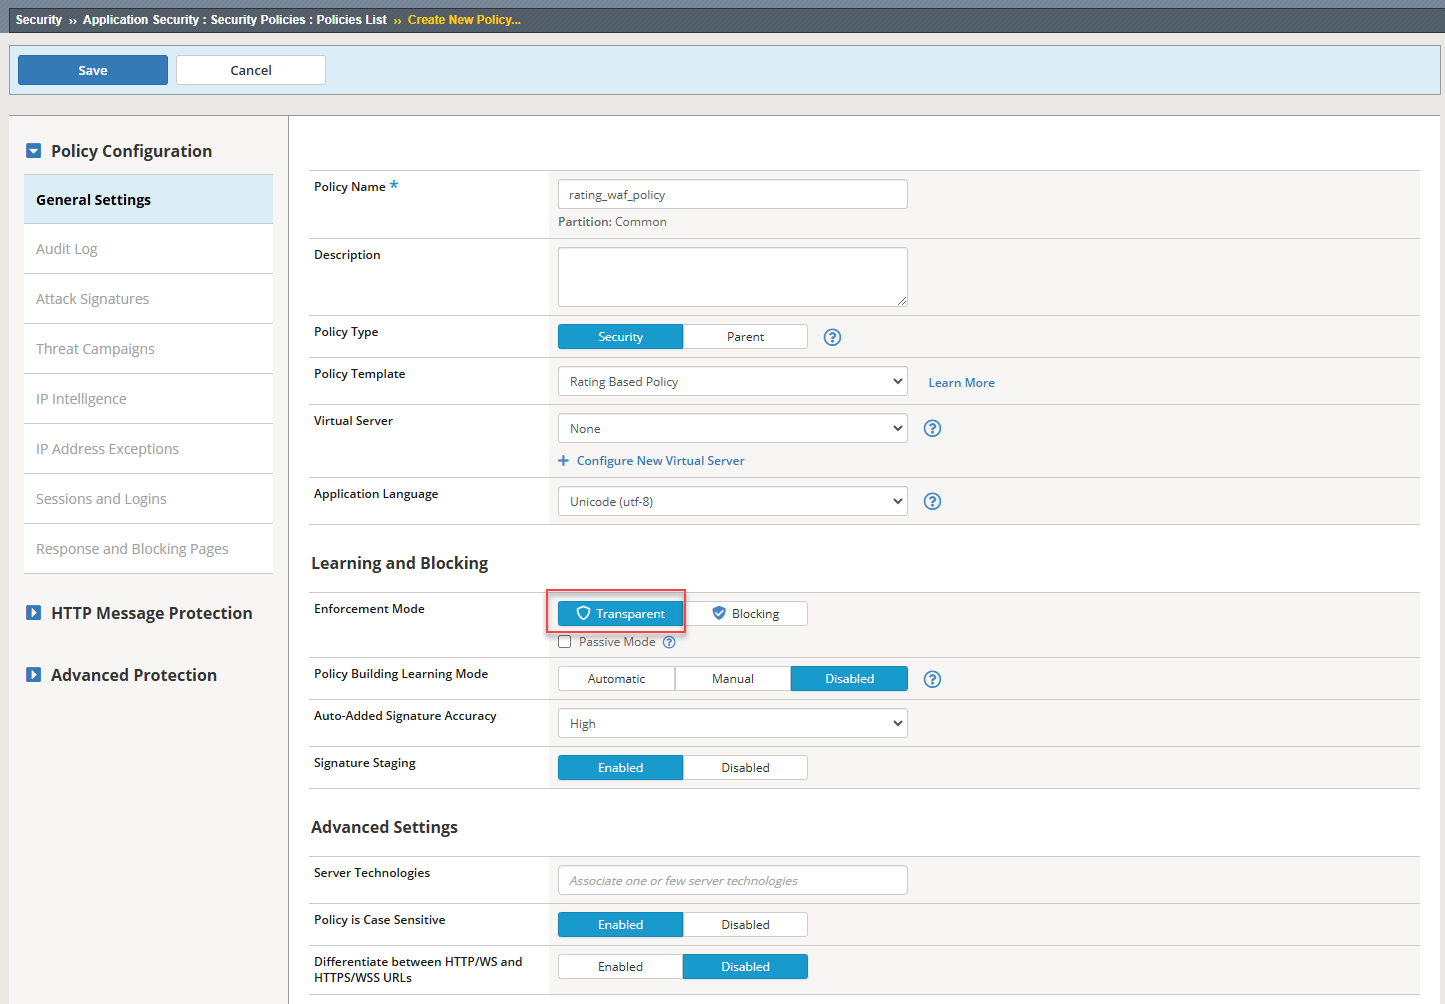 Security ›› Application Security : Security Policies : Policies List ›› Create New Policy...
Save
Cancel
Policy Configuration
General Settings
Audit Log
Attack Signatures
Threat Campaigns
IP Intelligence
IP Address Exceptions
Sessions and Logins
Response and Blocking Pages
HTTP Message Protection
Advanced Protection
Policy Name *
rating_waf_policy
Partition: Common
Description
Policy Type
Security
Parent
Policy Template
Rating Based Policy
Learn More
Virtual Server
None
+ Configure New Virtual Server
Application Language
Unicode (utf-8)
Learning and Blocking
Enforcement Mode
Transparent
Blocking
Passive Mode
Policy Building Learning Mode
Automatic
Manual
Disabled
Auto-Added Signature Accuracy
High
Signature Staging
Enabled
Disabled
Advanced Settings
Server Technologies
Associate one or few server technologies
Policy is Case Sensitive
Enabled
Disabled
Differentiate between HTTP/WS and
HTTPS/WSS URLs
Enabled
Disabled